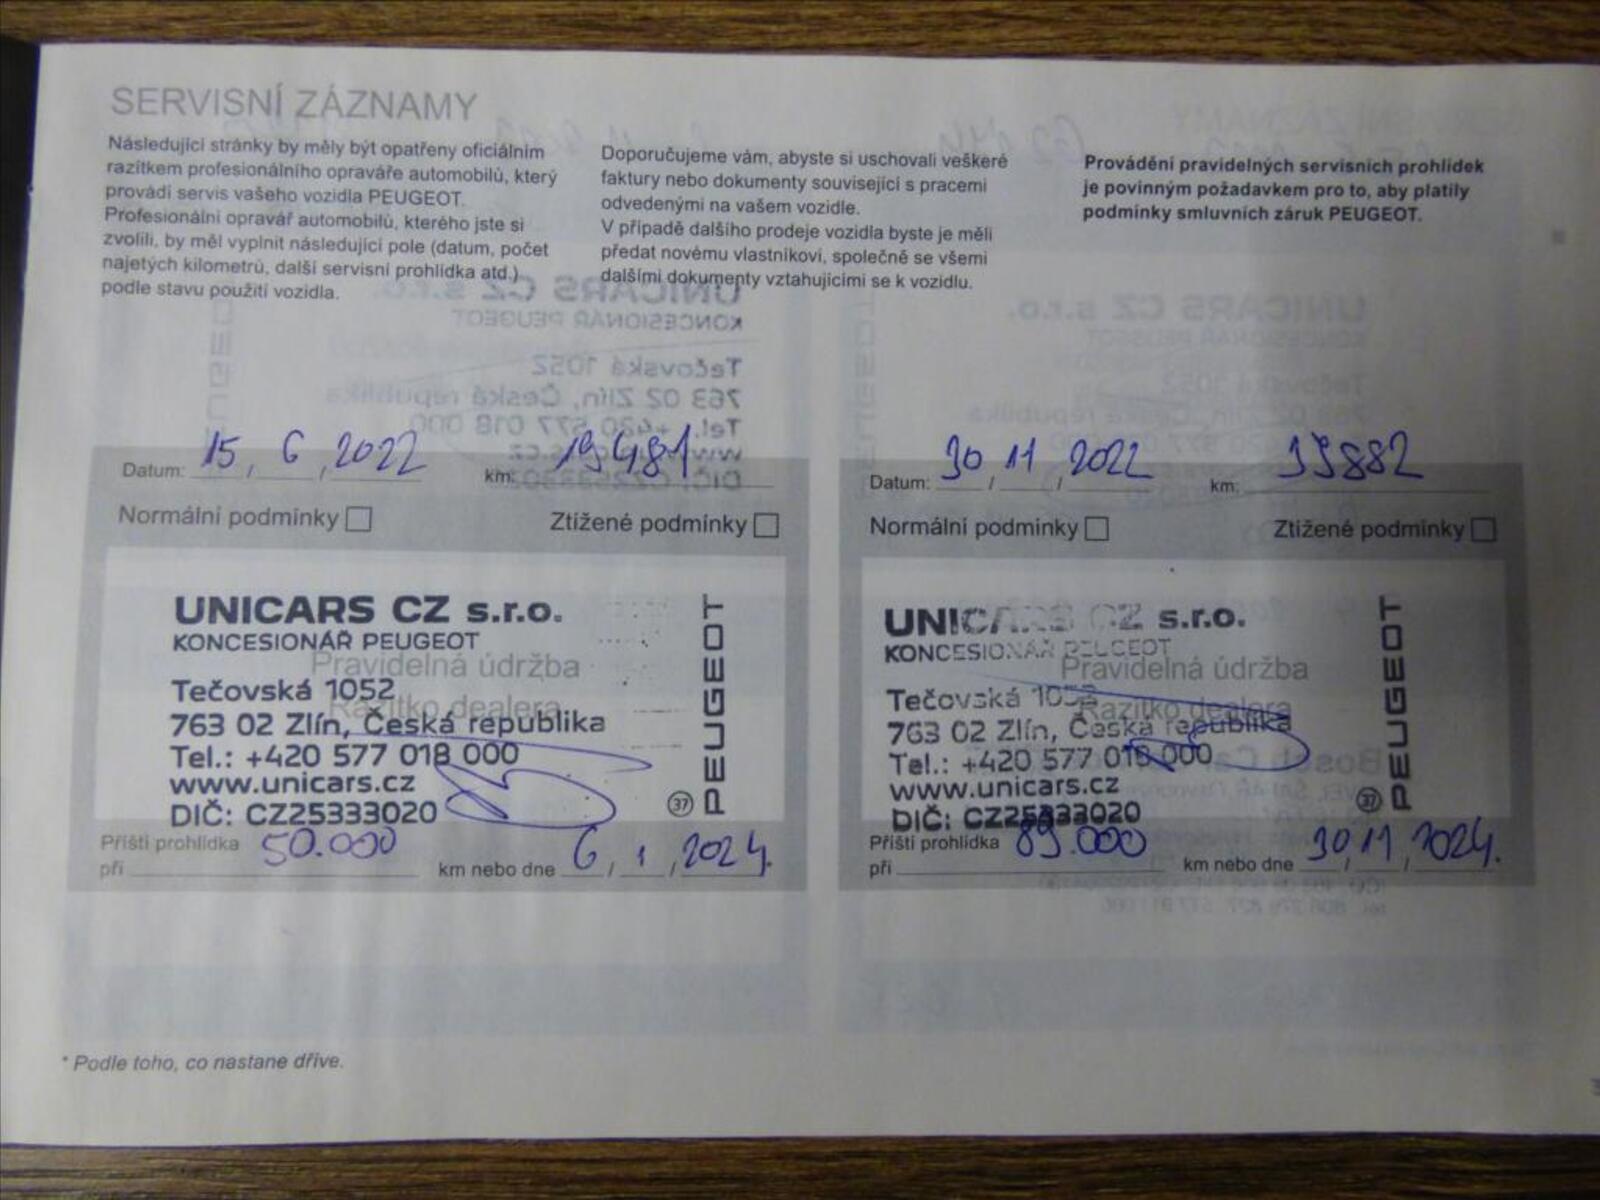 SERVISNÍ ZÁZNAMY
Následující stránky by měly být opatřeny oficiálním
razítkem profesionálního opraváře automobilů, který
provádí servis vašeho vozidla PEUGEOT.
Profesionální opravář automobilů, kterého jste si
zvolili, by měl vyplnit následující pole (datum, počet
najetých kilometrů, další servisní prohlídka atd.)
podle stavu použití vozidla.
Doporučujeme vám, abyste si uschovali veškeré
faktury nebo dokumenty související s pracemi
odvedenými na vašem vozidle.
V případě dalšího prodeje vozidla byste je měli
předat novému vlastníkovi, společně se všemi
dalšími dokumenty vztahujícími se k vozidlu.
Provádění pravidelných servisních prohlídek
je povinným požadavkem pro to, aby platily
podmínky smluvních záruk PEUGEOT.
Datum: 15 / 6 / 2022 km: 19481
Normální podmínky Ztížené podmínky
UNICARS CZ s.r.o.
KONCESIONÁŘ PEUGEOT
Pravidelná údržba
Tečovská 1052
Razítko dealera
763 02 Zlín, Česká republika
Tel.: +420 577 018 000
www.unicars.cz
DIČ: CZ25333020
37
PEUGEOT
Příští prohlídka
při 50.000 km nebo dne 6 / 1 / 2024.
Datum: 30 / 11 / 2022 km: 39882
Normální podmínky Ztížené podmínky
UNICARS CZ s.r.o.
KONCESIONÁŘ PEUGEOT
Pravidelná údržba
Tečovská 1052
Razítko dealera
763 02 Zlín, Česká republika
Tel.: +420 577 018 000
www.unicars.cz
DIČ: CZ25333020
37
PEUGEOT
Příští prohlídka
při 89.000 km nebo dne 30 / 11 / 2024.
* Podle toho, co nastane dříve.